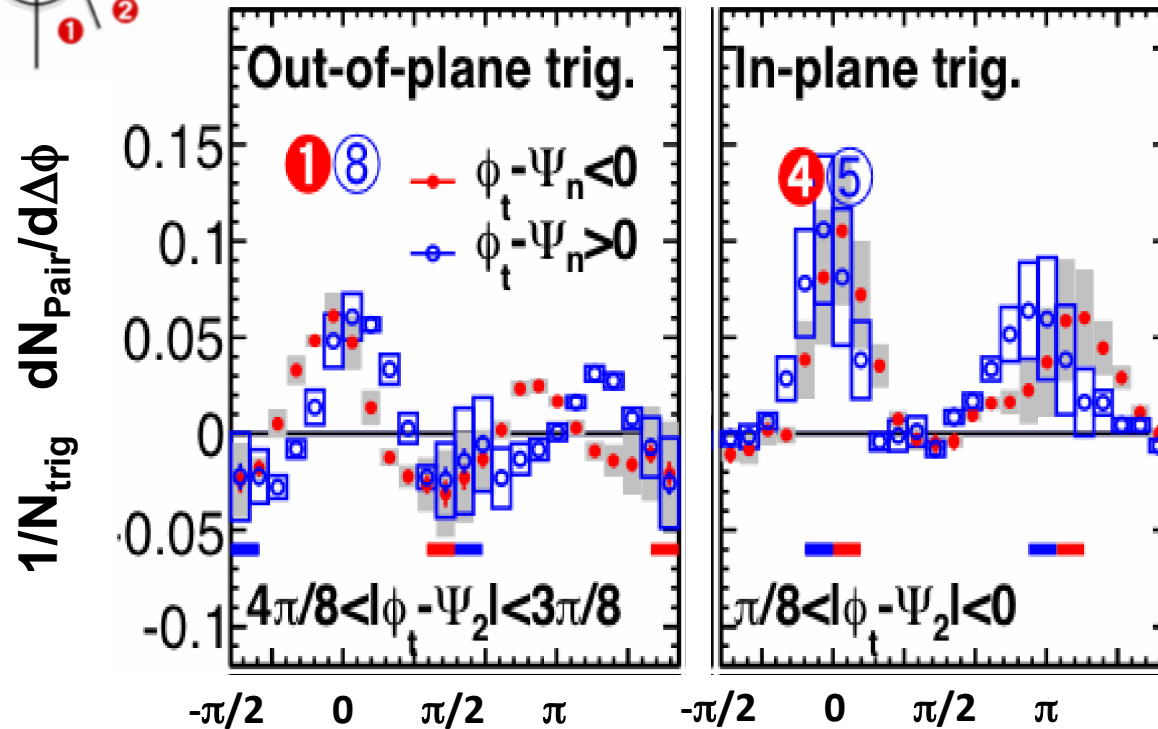 1 2
Out-of-plane trig.
In-plane trig.
0.15
0.1
0.05
0
0.05
-0.1
1/Ntrig dNPair/dΔϕ
1 8
ϕt-Ψn<0
ϕt-Ψn>0
4 5
4π/8<|ϕt-Ψ2|<3π/8
π/8<|ϕt-Ψ2|<0
-π/2 0 π/2 π
-π/2 0 π/2 π